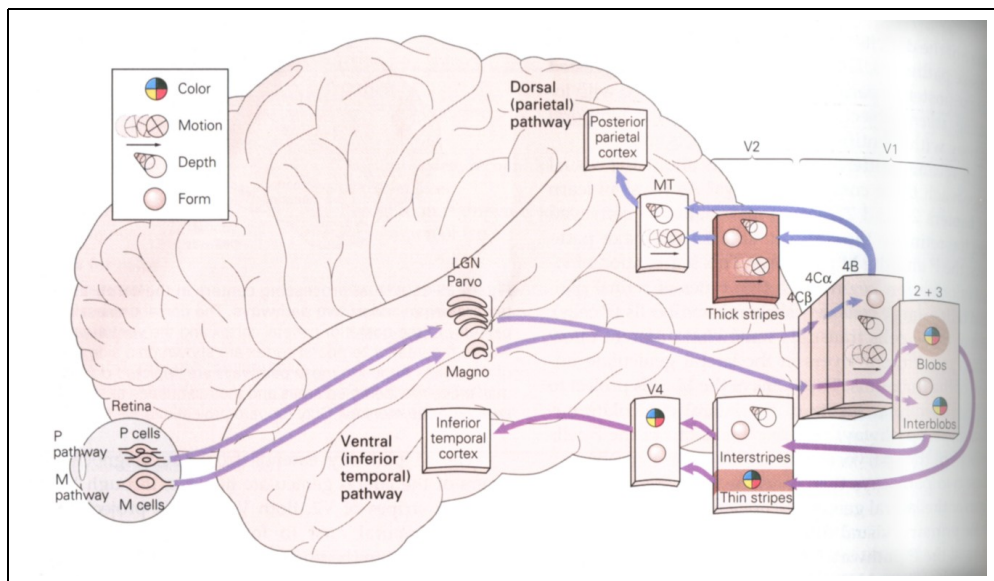 Color
Motion
Depth
Form
Dorsal
(parietal)
pathway
Posterior
parietal
cortex
V2
V1
MT
Thick stripes
4Cβ
4Cα
4B
2 + 3
Blobs
Interblobs
LGN
Parvo
Magno
Retina
P
pathway
P cells
M
pathway
M cells
Ventral
(inferior
temporal)
pathway
Inferior
temporal
cortex
V4
Interstripes
Thin stripes